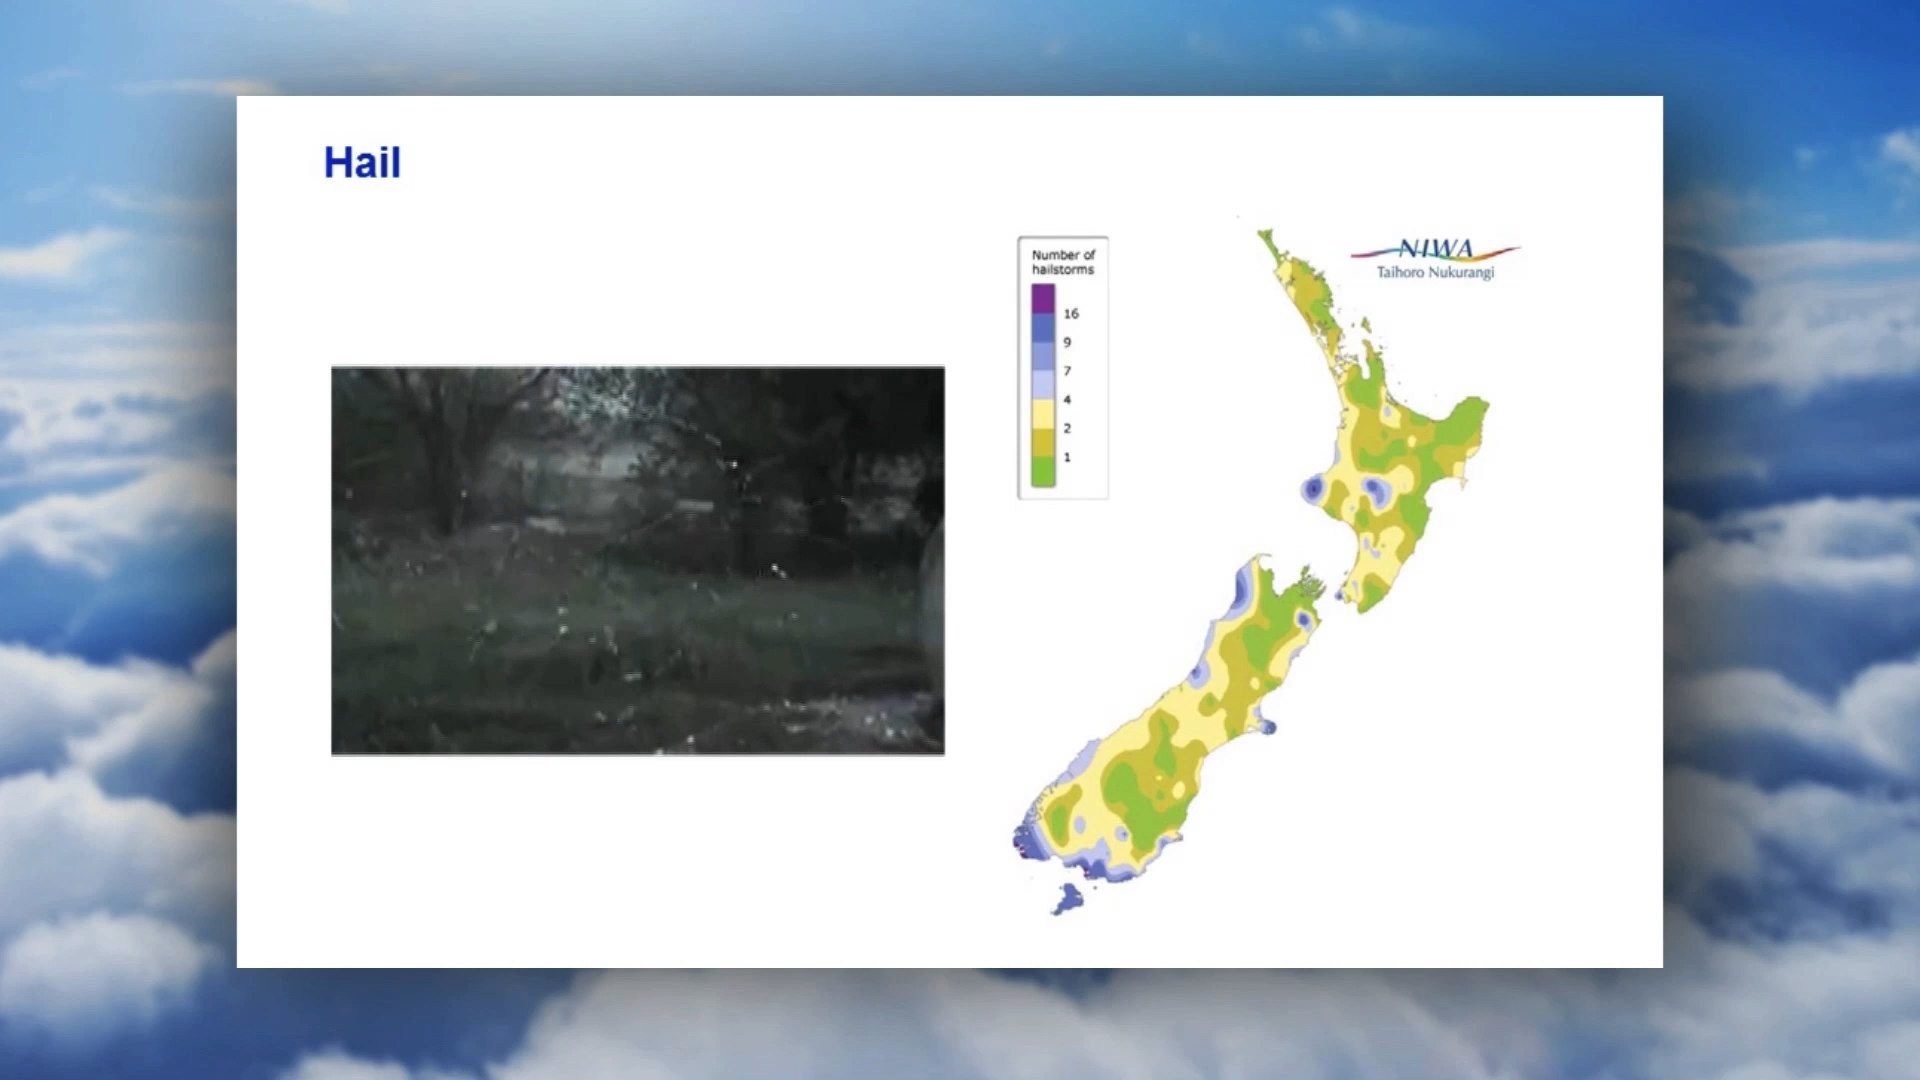 Hail
Number of
hailstorms
16
9
7
4
2
1
NIWA
Taihoro Nukurangi